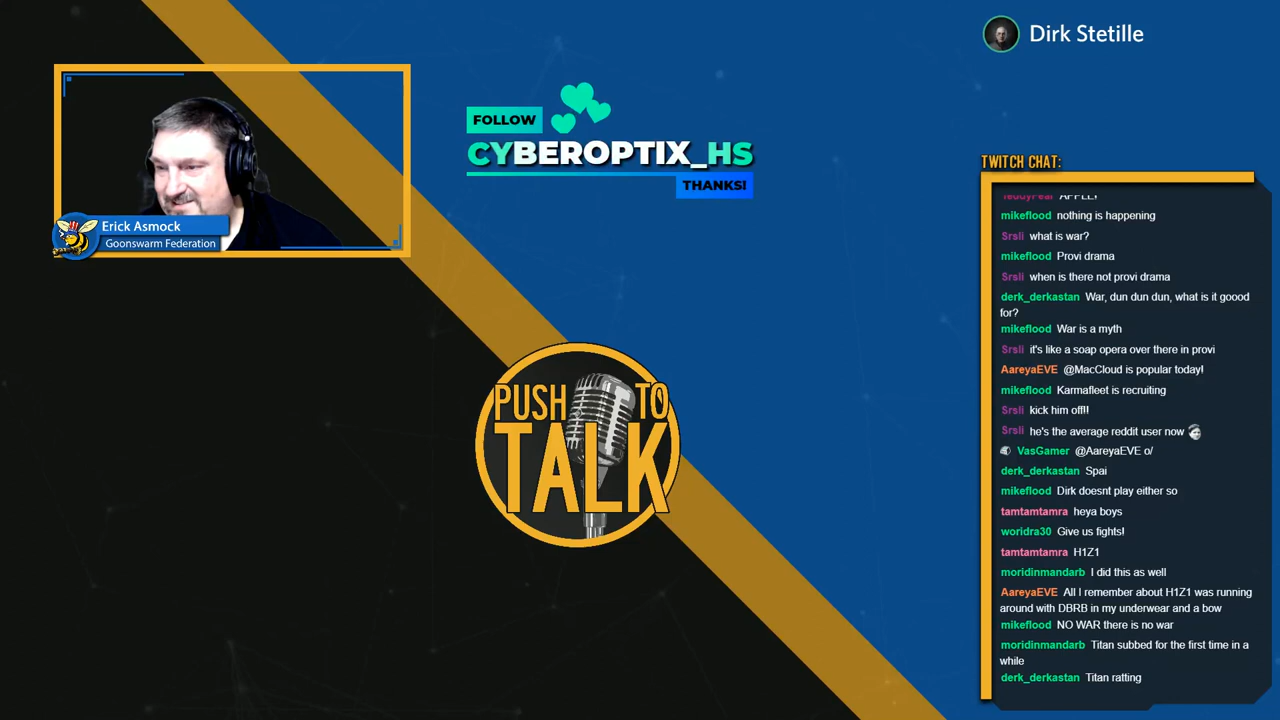 Dirk Stetille
FOLLOW
CYBEROPTIX_HS
THANKS!
Erick Asmock
Goonswarm Federation
PUSH TO
TALK
TWITCH CHAT:
mikeflood nothing is happening
Srsli what is war?
mikeflood Provi drama
Srsli when is there not provi drama
derk_derkastan War, dun dun dun, what is it goood
for?
mikeflood War is a myth
Srsli it's like a soap opera over there in provi
AareyaEVE @MacCloud is popular today!
mikeflood Karmafleet is recruiting
Srsli kick him off!!
Srsli he's the average reddit user now
VasGamer @AareyaEVE o/
derk_derkastan Spai
mikeflood Dirk doesnt play either so
tamtamtamra heya boys
woridra30 Give us fights!
tamtamtamra H1Z1
moridinmandarb I did this as well
AareyaEVE All I remember about H1Z1 was running
around with DBRB in my underwear and a bow
mikeflood NO WAR there is no war
moridinmandarb Titan subbed for the first time in a
while
derk_derkastan Titan ratting